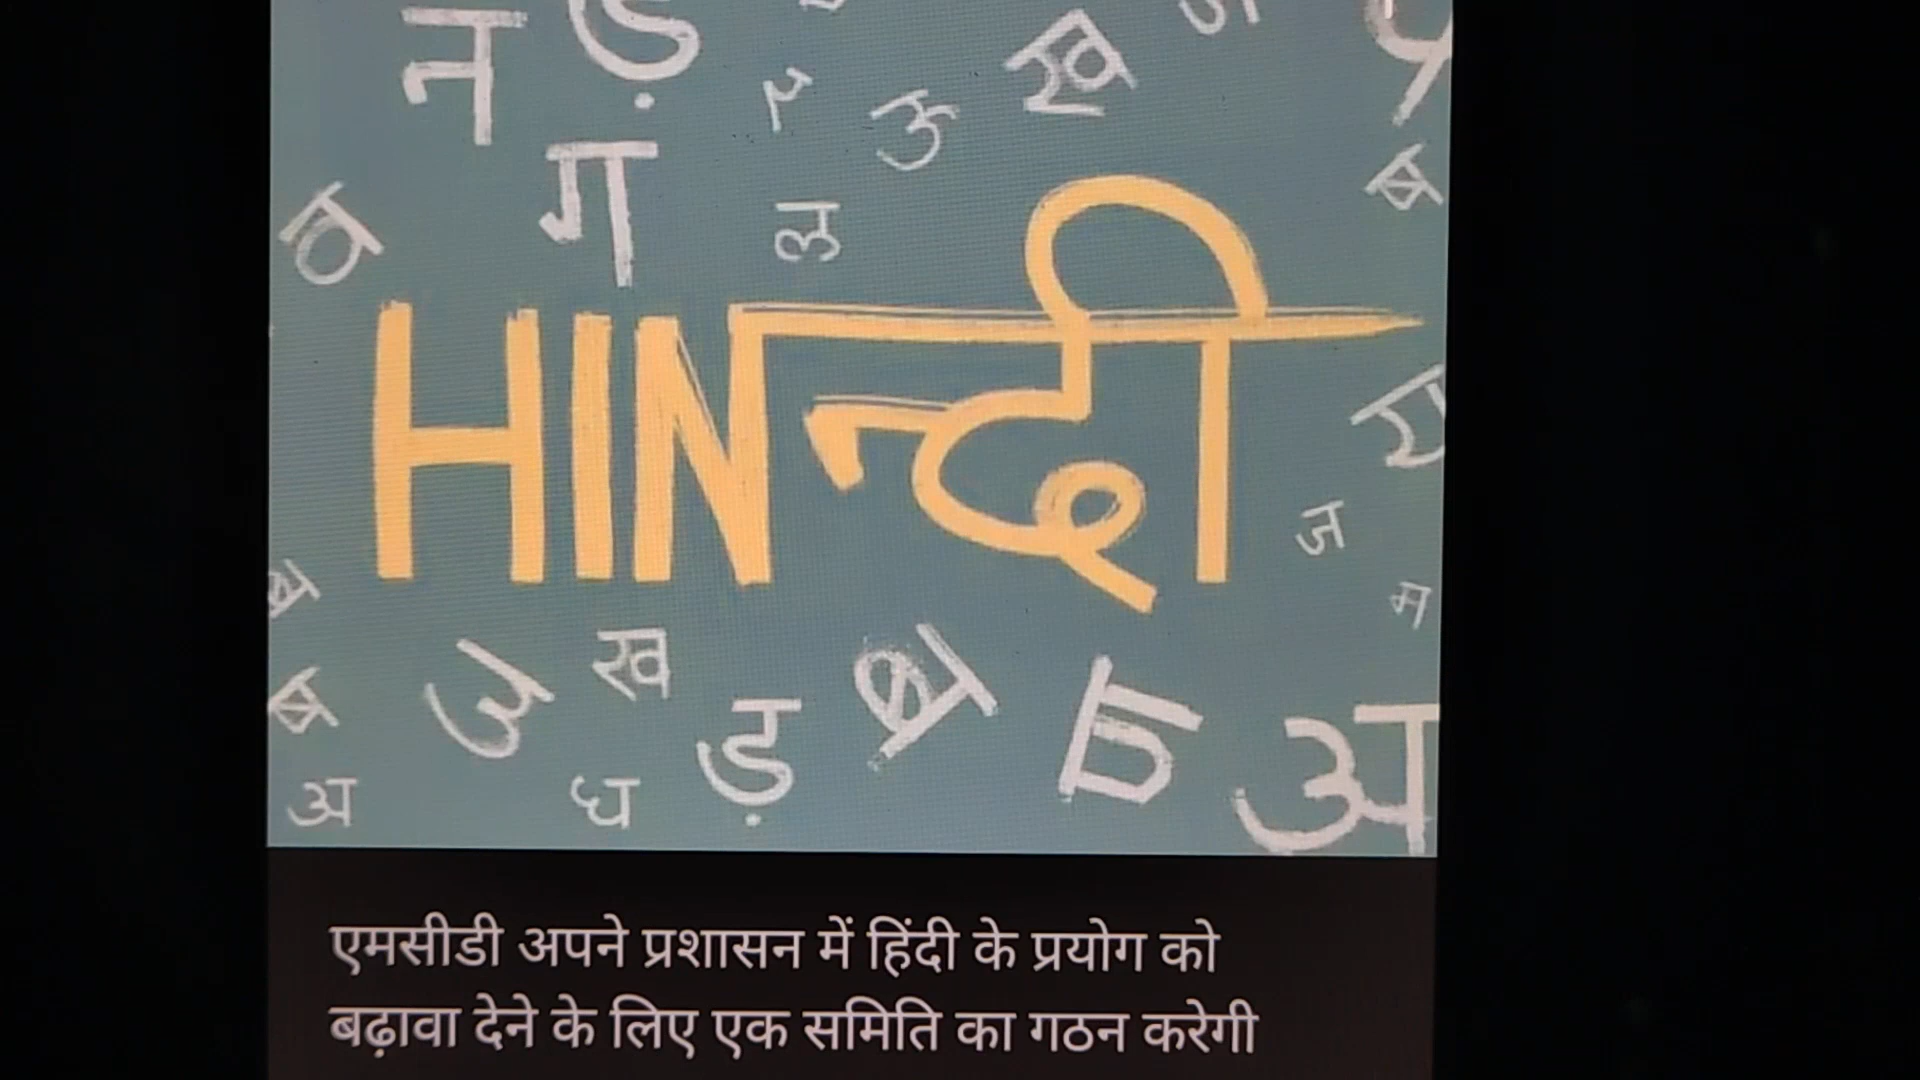 न ड़ ख
ऊ
ग ष
व ल
HINन्दी
य
ज
म
ख
ष अ
ड़ अ
अ ध
एमसीडी अपने प्रशासन में हिंदी के प्रयोग को
बढ़ावा देने के लिए एक समिति का गठन करेगी